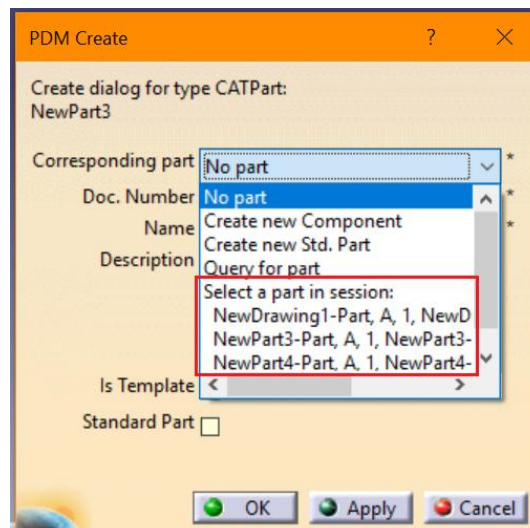 PDM Create ?
Create dialog for type CATPart:
NewPart3
Corresponding part No part *
Doc. Number No part *
Name Create new Component *
Create new Std. Part
Description Query for part
Select a part in session:
NewDrawing1-Part, A, 1, NewD
NewPart3-Part, A, 1, NewPart3-
NewPart4-Part, A, 1, NewPart4-
Is Template
Standard Part
OK Apply Cancel